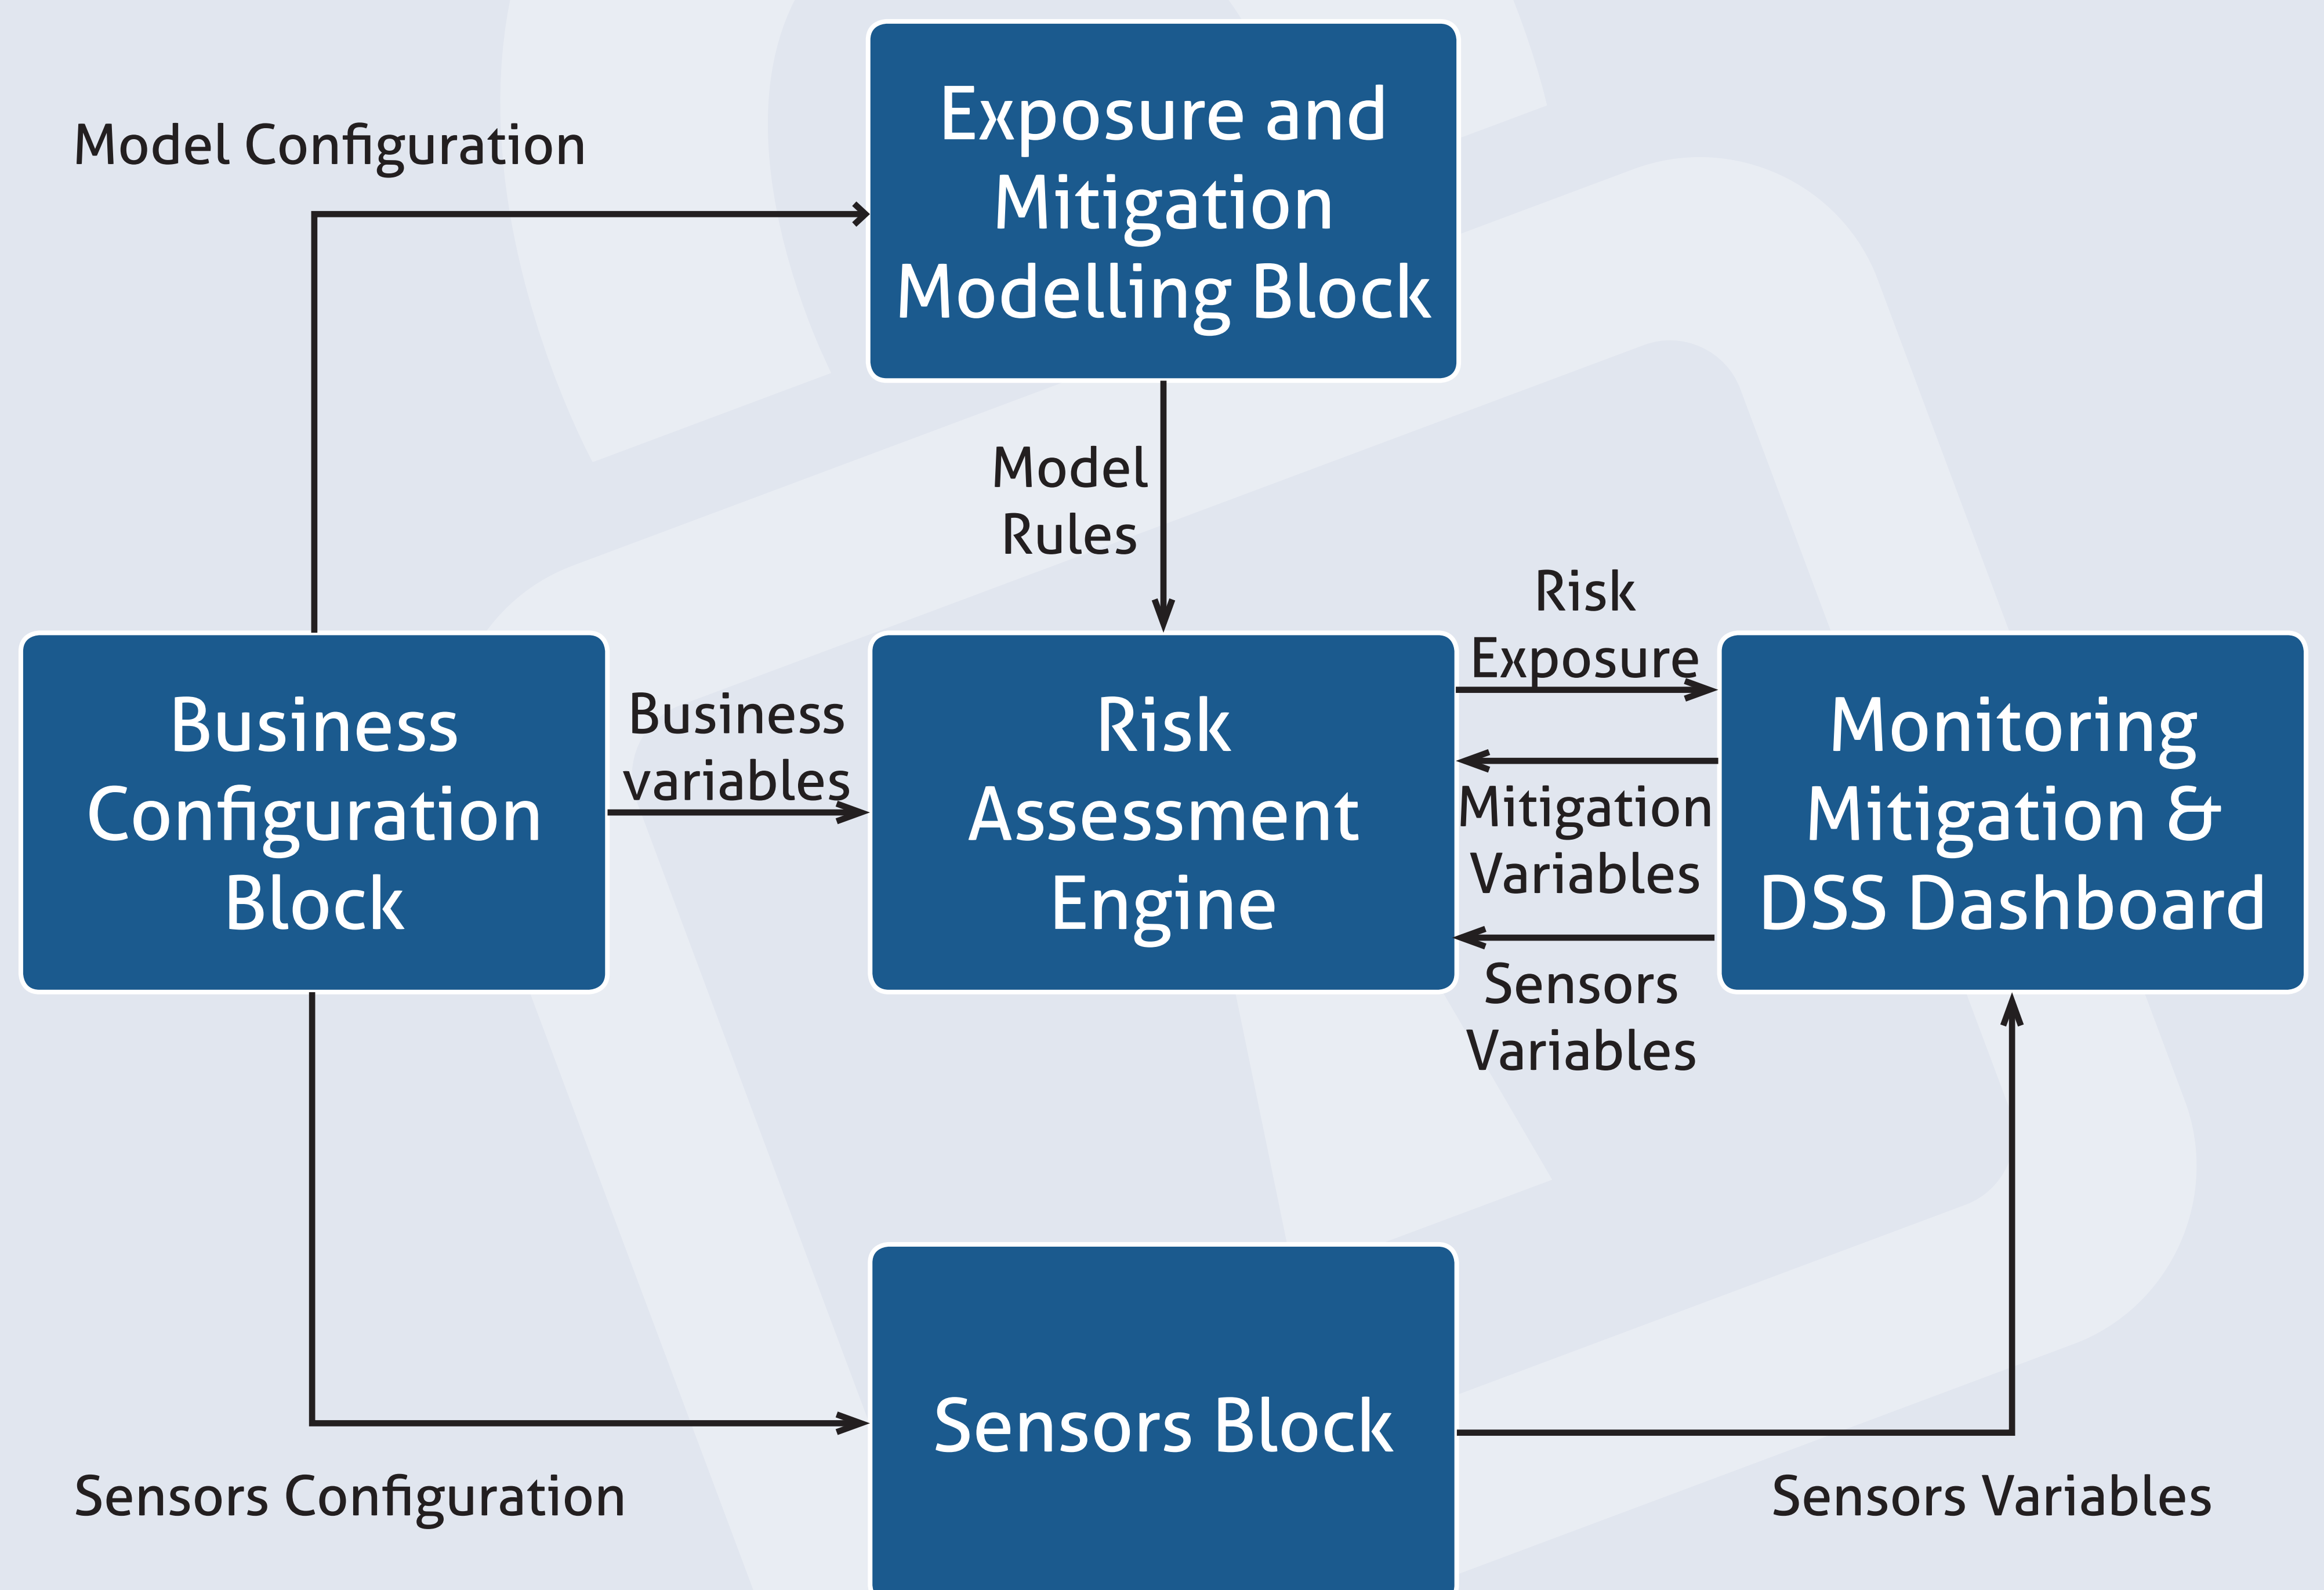 Model Configuration
Exposure and
Mitigation
Modelling Block
Model
Rules
Risk
Exposure
Business
Configuration
Block
Business
variables
Risk
Assessment
Engine
Mitigation
Variables
Sensors
Variables
Monitoring
Mitigation &
DSS Dashboard
Sensors Configuration
Sensors Block
Sensors Variables